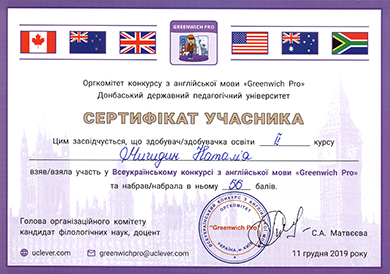 GREENWICH PRO
Оргкомітет конкурсу з англійської мови «Greenwich Pro»
Донбаський державний педагогічний університет
СЕРТИФІКАТ УЧАСНИКА
Цим засвідчується, що здобувач/здобувачка освіти II курсу
Наталія
взяв/взяла участь у Всеукраїнському конкурсі з англійської мови «Greenwich Pro»
та набрав/набрала в ньому 56 балів.
Голова організаційного комітету
кандидат філологічних наук, доцент
ОРГКОМІТЕТ
"Greenwich Pro"
С.А. Матвєєва
uclever.com greenwichpro@uclever.com 11 грудня 2019 року